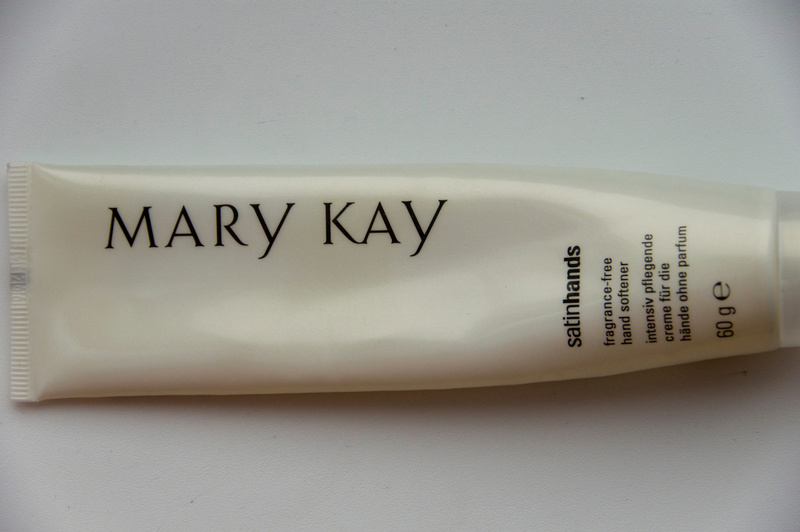 MARY KAY
satinhands
fragrance-free
hand softener
intensiv pflegende
creme für die
hände ohne parfum
60 g e